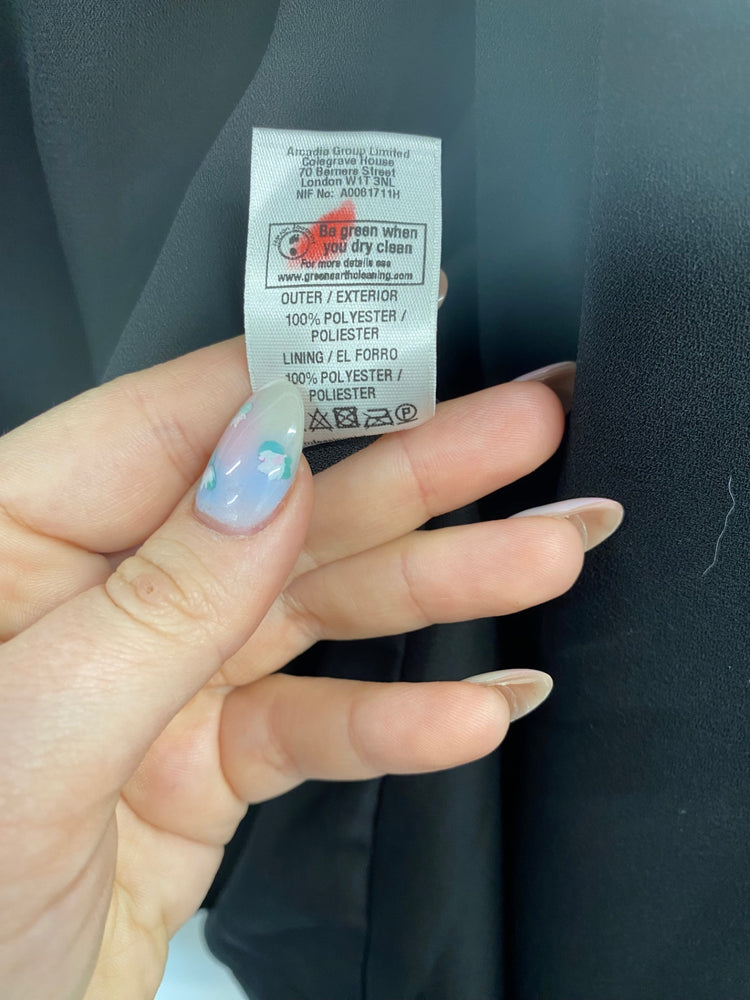 Arcadia Group Limited
Colegrave House
70 Berners Street
London W1T 3NL
NIF No: A0061711H
Be green when
you dry clean
For more details see
www.greenearthcleaning.com
OUTER / EXTERIOR
100% POLYESTER /
POLIESTER
LINING / EL FORRO
100% POLYESTER /
POLIESTER
P